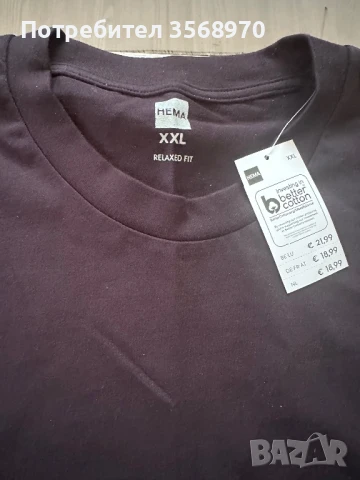 Потребител 3568970
HEMA
XXL
RELAXED FIT
HEMA
XXL
investing in
better
cotton
BE LU € 21,99
DE FR AT € 18,99
NL € 18,99
BAZAR